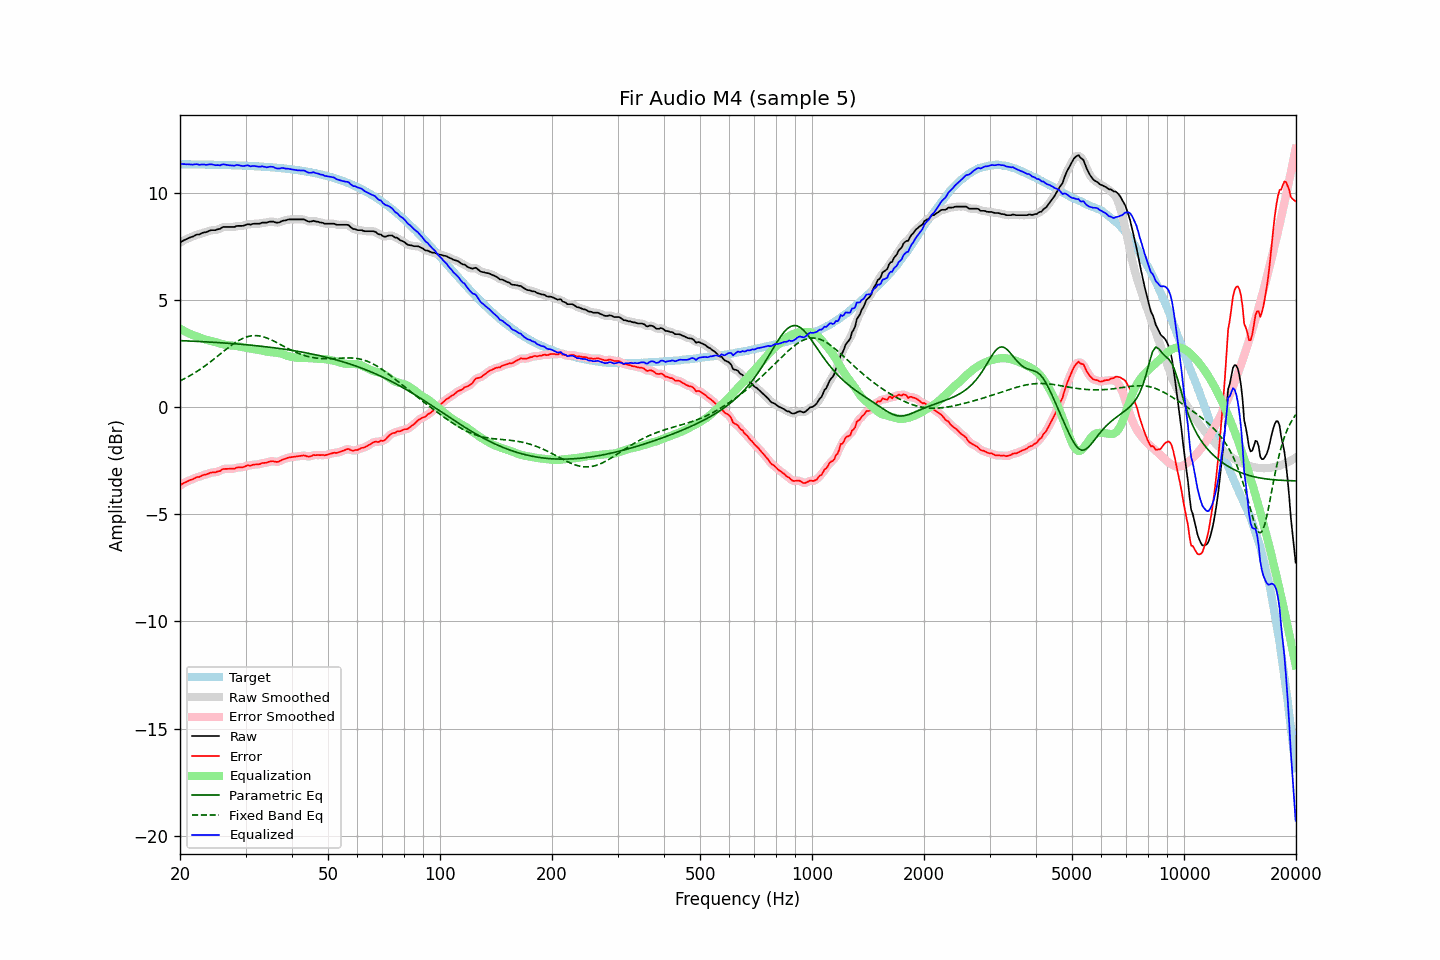 Fir Audio M4 (sample 5)
Amplitude (dBr)
10
5
0
−5
−10
−15
−20
Target
Raw Smoothed
Error Smoothed
Raw
Error
Equalization
Parametric Eq
Fixed Band Eq
Equalized
20 50 100 200 500 1000 2000 5000 10000 20000
Frequency (Hz)